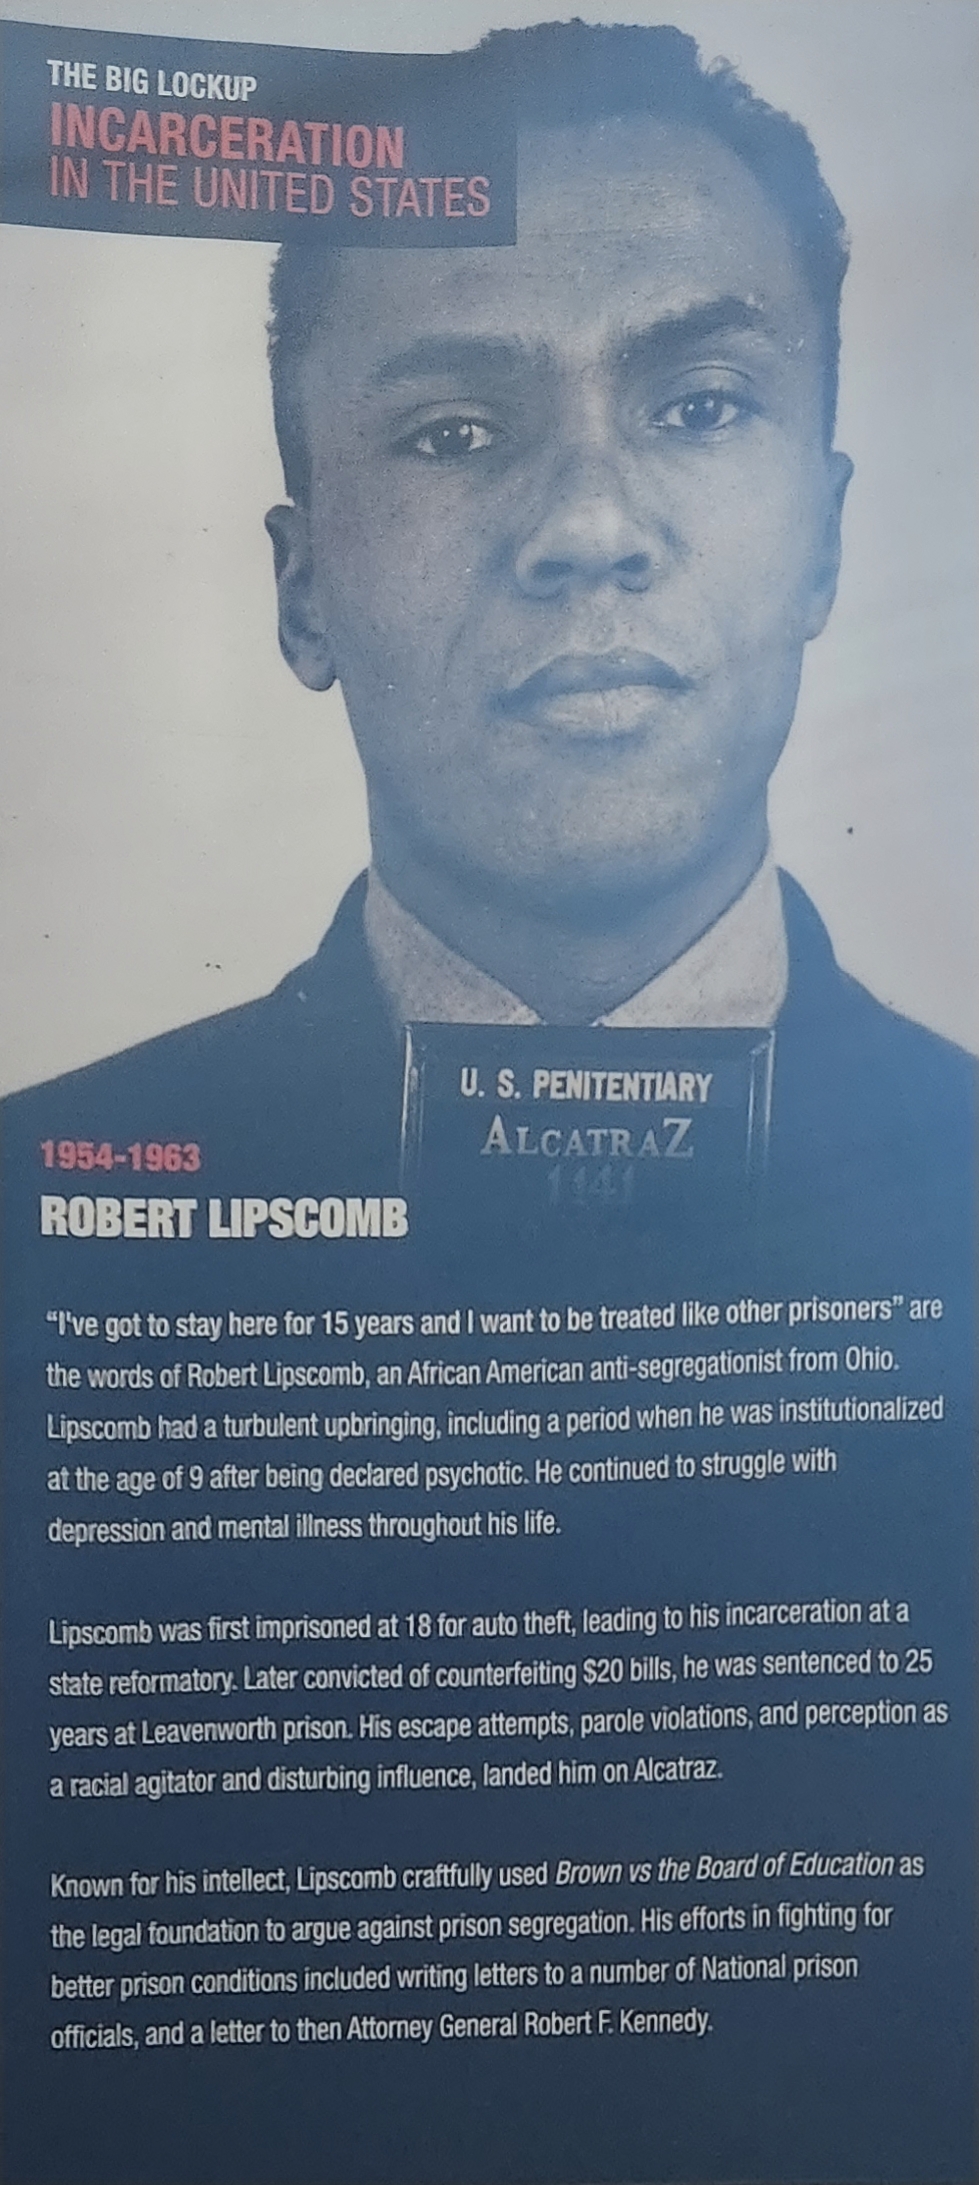 THE BIG LOCKUP
INCARCERATION
IN THE UNITED STATES
U. S. PENITENTIARY
ALCATRAZ
1141
1954-1963
ROBERT LIPSCOMB
“I've got to stay here for 15 years and I want to be treated like other prisoners” are
the words of Robert Lipscomb, an African American anti-segregationist from Ohio.
Lipscomb had a turbulent upbringing, including a period when he was institutionalized
at the age of 9 after being declared psychotic. He continued to struggle with
depression and mental illness throughout his life.
Lipscomb was first imprisoned at 18 for auto theft, leading to his incarceration at a
state reformatory. Later convicted of counterfeiting $20 bills, he was sentenced to 25
years at Leavenworth prison. His escape attempts, parole violations, and perception as
a racial agitator and disturbing influence, landed him on Alcatraz.
Known for his intellect, Lipscomb craftfully used Brown vs the Board of Education as
the legal foundation to argue against prison segregation. His efforts in fighting for
better prison conditions included writing letters to a number of National prison
officials, and a letter to then Attorney General Robert F. Kennedy.